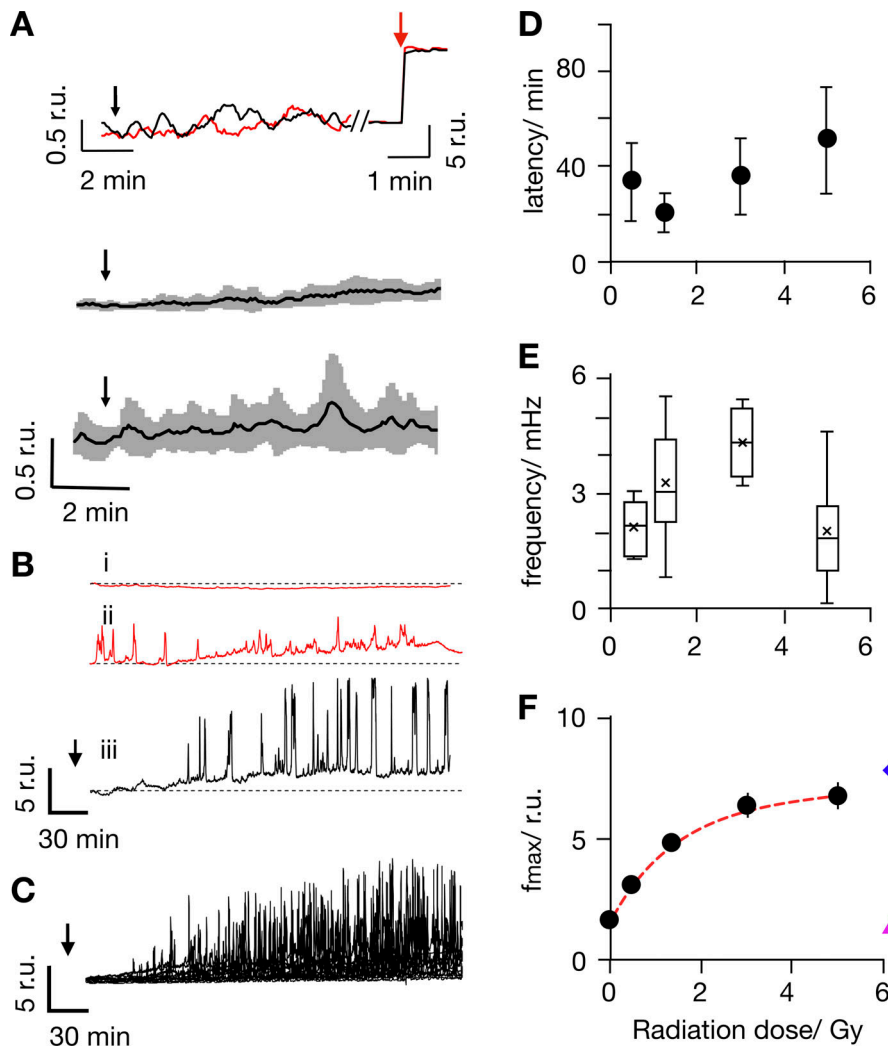 A
0.5 r.u.
2 min
1 min
5 r.u.
0.5 r.u.
2 min
B
i
ii
iii
5 r.u.
30 min
C
5 r.u.
30 min
D
latency/ min
80
40
0
0 2 4 6
E
frequency/ mHz
6
3
0
0 2 4 6
F
fmax/ r.u.
10
5
0
0 2 4 6
Radiation dose/ Gy